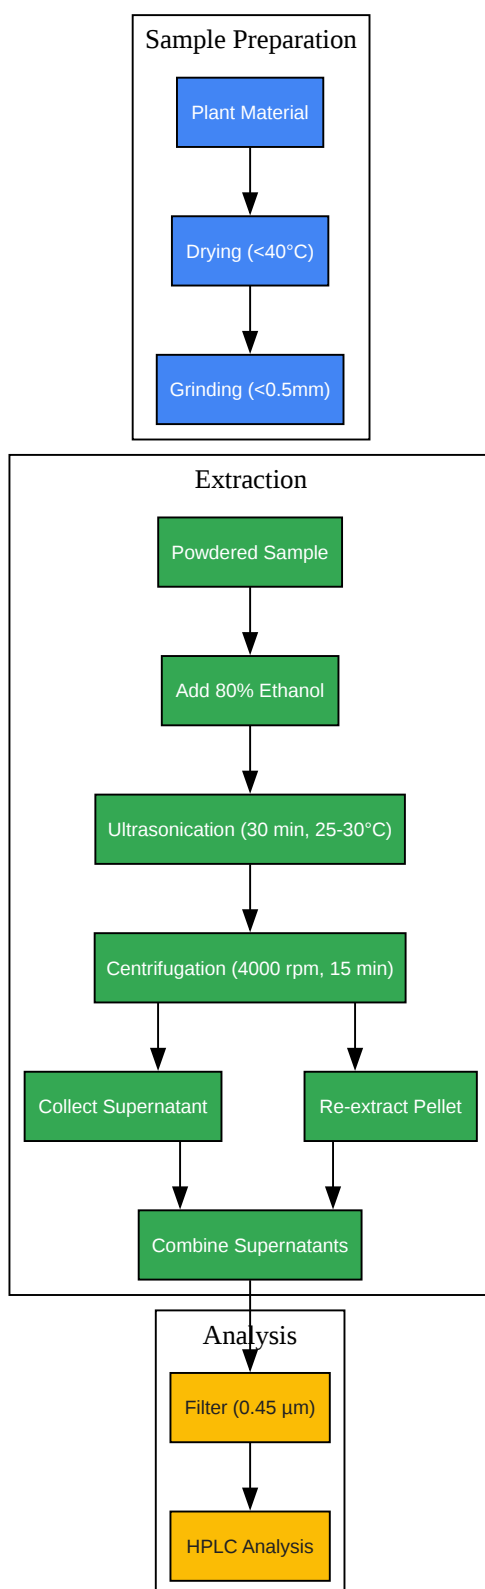 Sample Preparation
Plant Material
Drying (<40°C)
Grinding (<0.5mm)
Extraction
Powdered Sample
Add 80% Ethanol
Ultrasonication (30 min, 25-30°C)
Centrifugation (4000 rpm, 15 min)
Collect Supernatant
Re-extract Pellet
Combine Supernatants
Analysis
Filter (0.45 µm)
HPLC Analysis